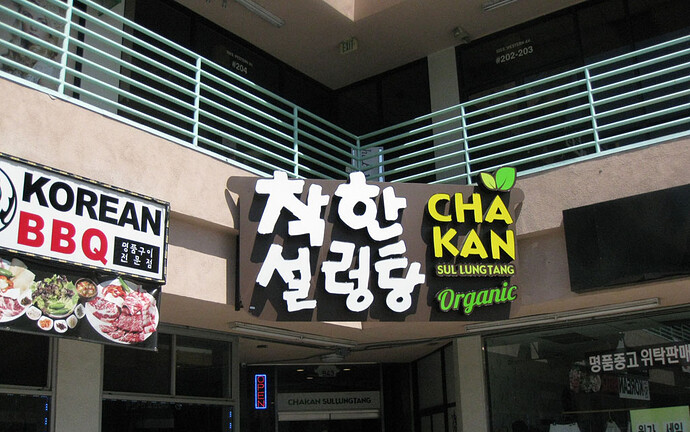 #204
EXIT
#202-203
KOREAN
BBQ
명품구이
전문점
착한
설렁탕
CHA
KAN
SUL LUNGTANG
Organic
OPEN
CHAKAN SULLUNGTANG
명품중고 위탁판매